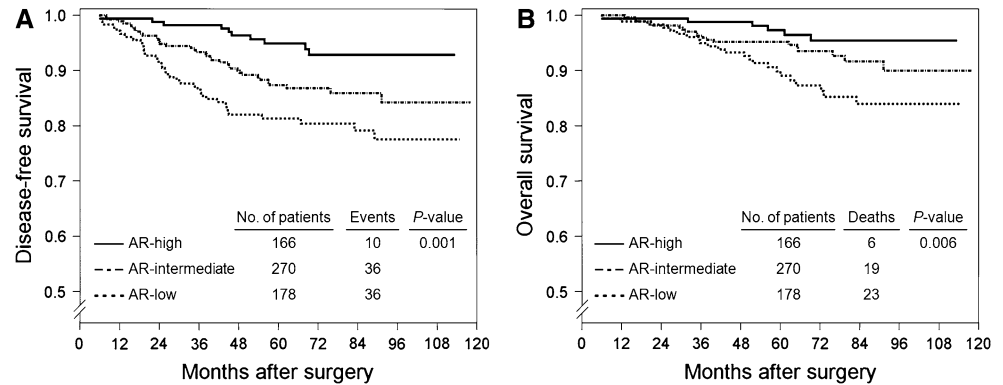 A
Disease-free survival
1.0
0.9
0.8
0.7
0.6
0.5
No. of patients Events P-value
AR-high 166 10 0.001
AR-intermediate 270 36
AR-low 178 36
0 12 24 36 48 60 72 84 96 108 120
Months after surgery
B
Overall survival
1.0
0.9
0.8
0.7
0.6
0.5
No. of patients Deaths P-value
AR-high 166 6 0.006
AR-intermediate 270 19
AR-low 178 23
0 12 24 36 48 60 72 84 96 108 120
Months after surgery